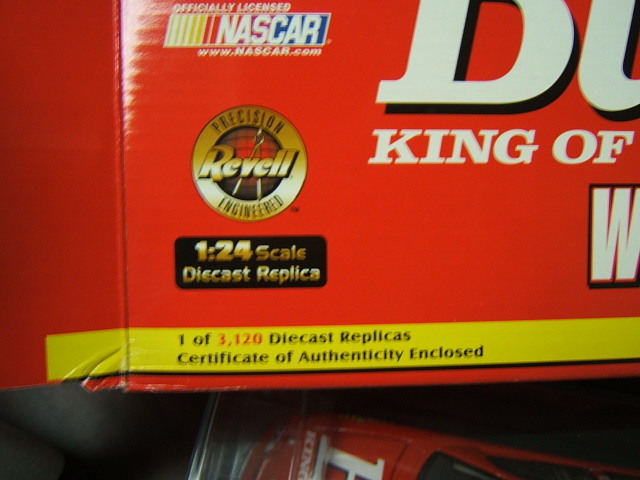 OFFICIALLY LICENSED
NASCAR
www.NASCAR.com
PRECISION
Revell
ENGINEERED
KING OF
1:24 Scale
Diecast Replica
1 of 3,120 Diecast Replicas
Certificate of Authenticity Enclosed